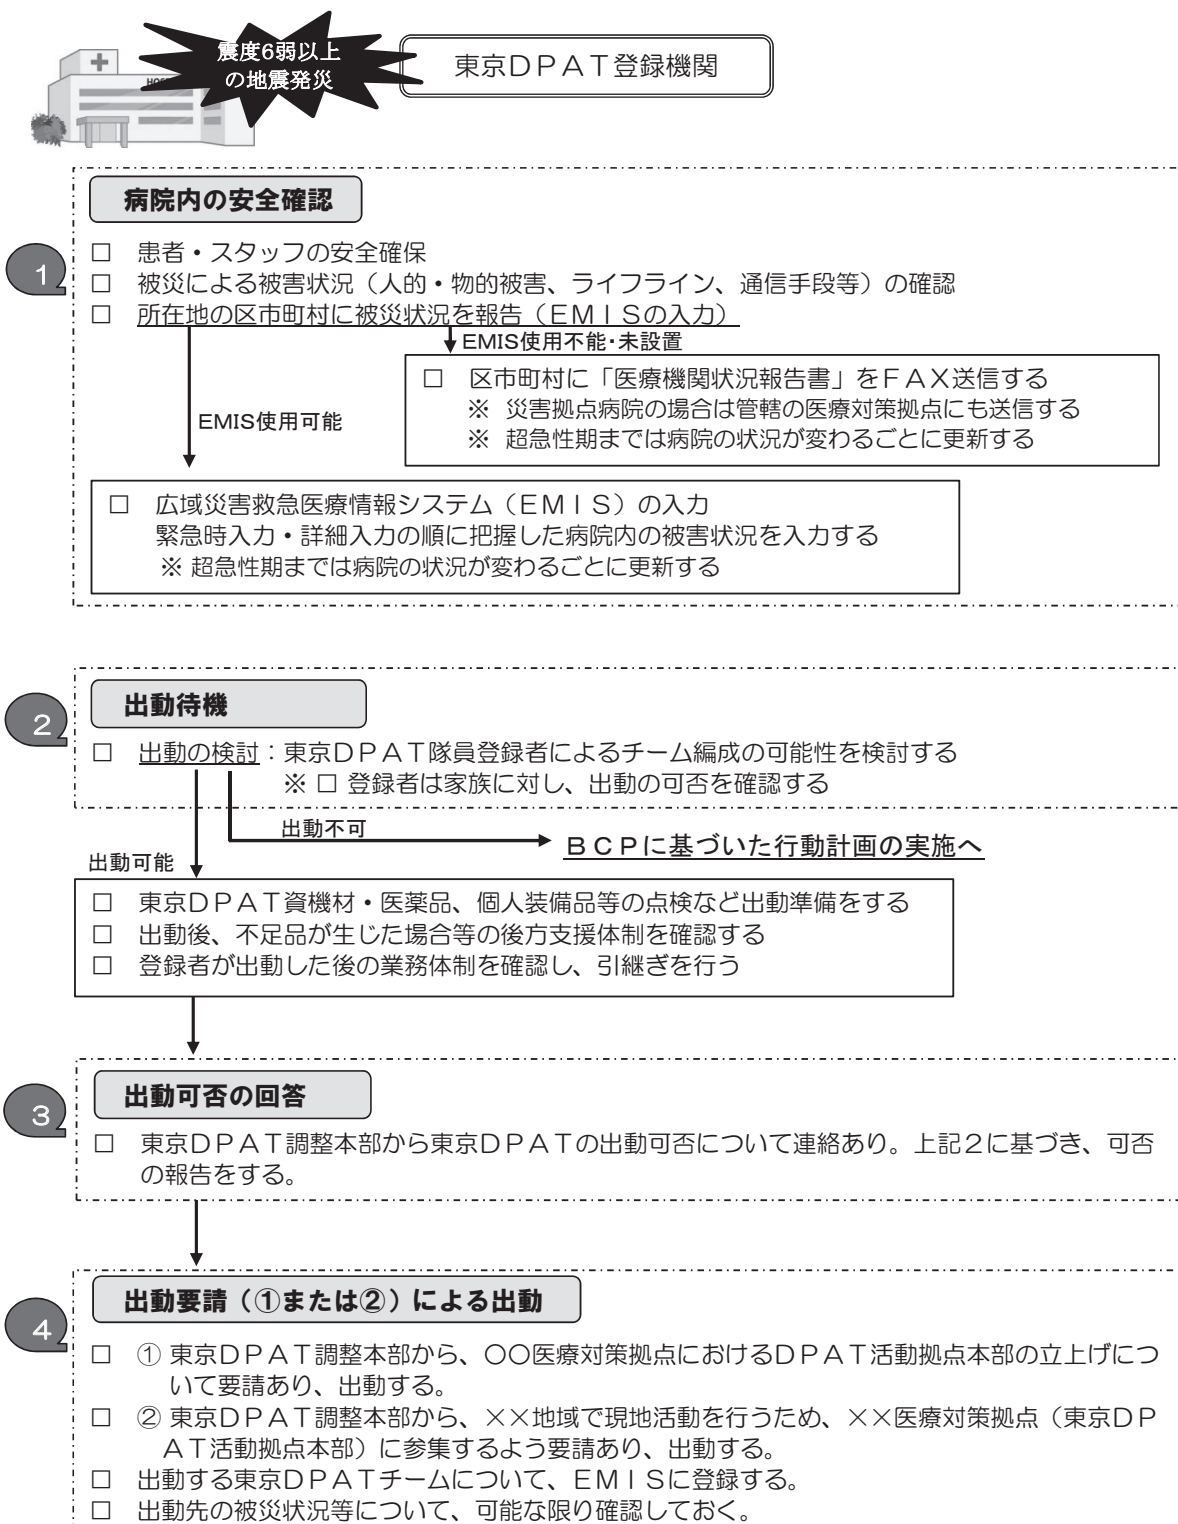 震度6弱以上
の地震発災
東京DPAT登録機関
病院内の安全確認
1
□ 患者・スタッフの安全確保
□ 被災による被害状況（人的・物的被害、ライフライン、通信手段等）の確認
□ 所在地の区市町村に被災状況を報告（EMISの入力）
EMIS使用不能・未設置
□ 区市町村に「医療機関状況報告書」をFAX送信する
※ 災害拠点病院の場合は管轄の医療対策拠点にも送信する
※ 超急性期までは病院の状況が変わるごとに更新する
EMIS使用可能
□ 広域災害救急医療情報システム（EMIS）の入力
緊急時入力・詳細入力の順に把握した病院内の被害状況を入力する
※ 超急性期までは病院の状況が変わるごとに更新する
2
出動待機
□ 出動の検討：東京DPAT隊員登録者によるチーム編成の可能性を検討する
※ □ 登録者は家族に対し、出動の可否を確認する
出動不可
BCPに基づいた行動計画の実施へ
出動可能
□ 東京DPAT資機材・医薬品、個人装備品等の点検など出動準備をする
□ 出動後、不足品が生じた場合等の後方支援体制を確認する
□ 登録者が出動した後の業務体制を確認し、引継ぎを行う
3
出動可否の回答
□ 東京DPAT調整本部から東京DPATの出動可否について連絡あり。上記2に基づき、可否
の報告をする。
4
出動要請（①または②）による出動
□ ① 東京DPAT調整本部から、○○医療対策拠点におけるDPAT活動拠点本部の立上げにつ
いて要請あり、出動する。
□ ② 東京DPAT調整本部から、××地域で現地活動を行うため、××医療対策拠点（東京DP
AT活動拠点本部）に参集するよう要請あり、出動する。
□ 出動する東京DPATチームについて、EMISに登録する。
□ 出動先の被災状況等について、可能な限り確認しておく。